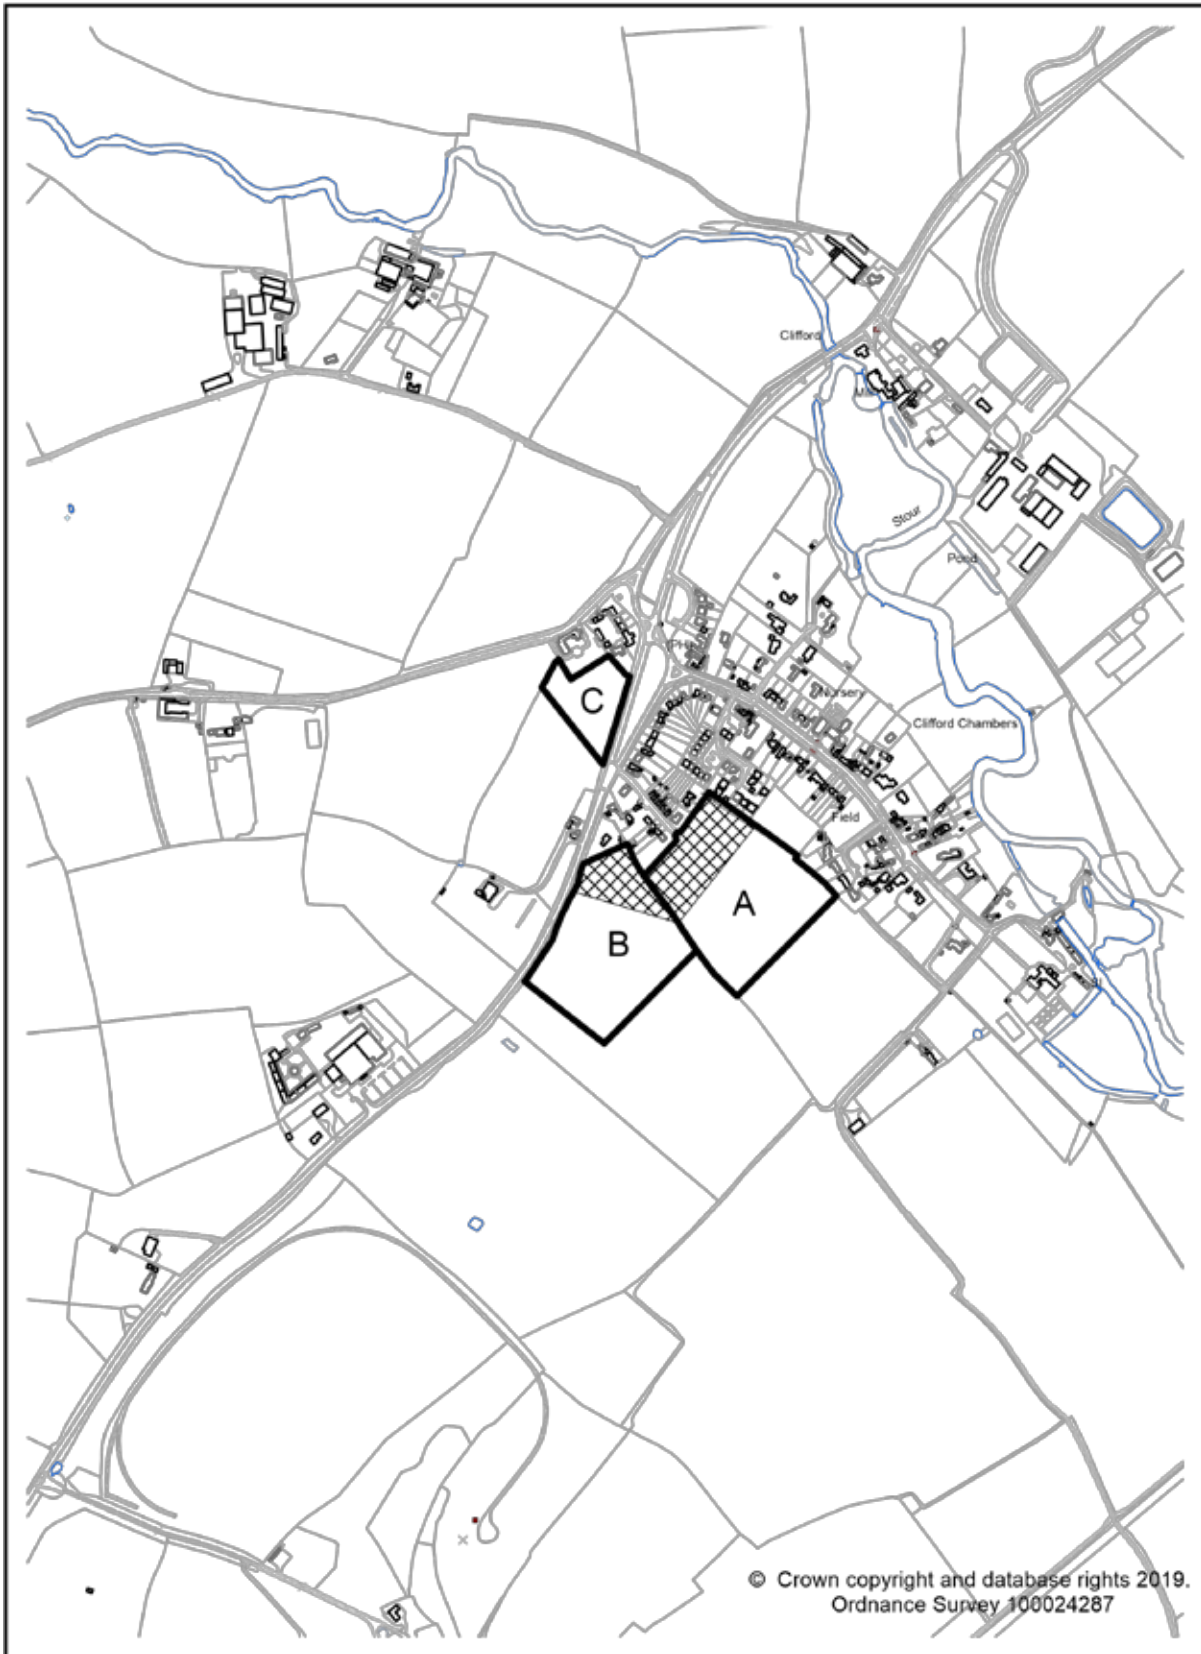 Clifford
Mill
Stour
Pond
PH
Nursery
Clifford Chambers
C
Field
A
B
© Crown copyright and database rights 2019.
Ordnance Survey 100024287